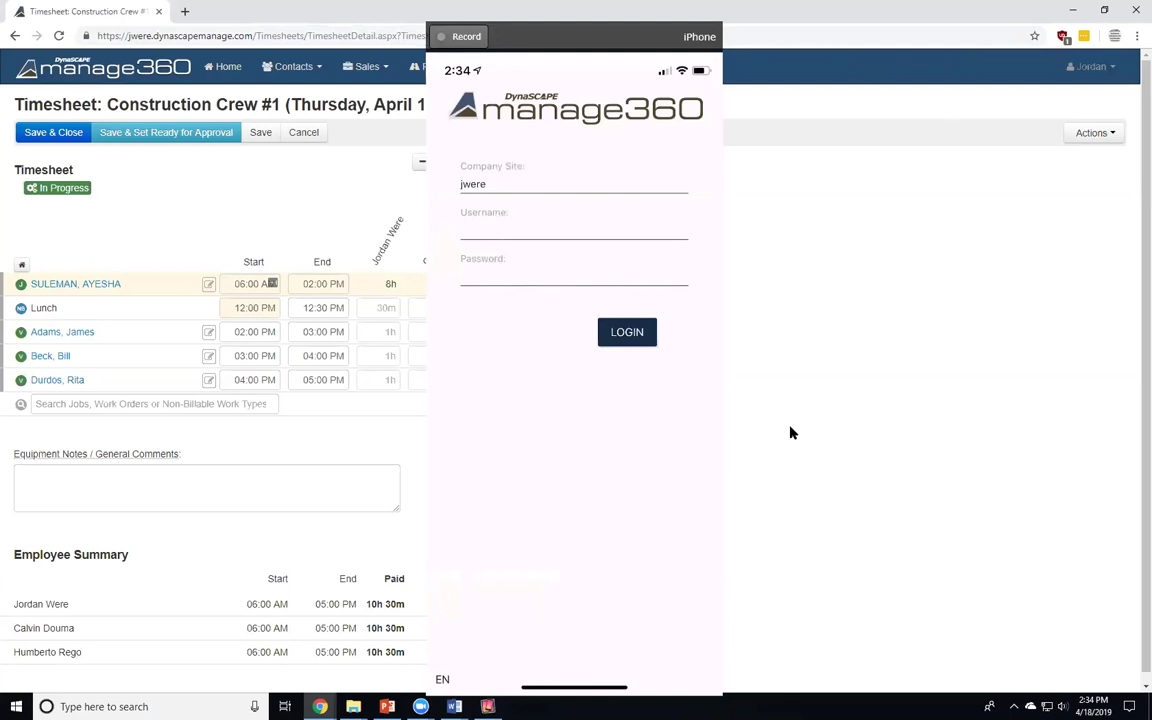 Timesheet: Construction Crew #
https://jwere.dynascapemanage.com/Timesheets/TimesheetDetail.aspx?Times
DynaSCAPE
manage360
Home
Contacts
Sales
Jordan
Timesheet: Construction Crew #1 (Thursday, April 1
Save & Close
Save & Set Ready for Approval
Save
Cancel
Actions
Timesheet
In Progress
Jordan Were
Start
End
SULEMAN, AYESHA
06:00 A
02:00 PM
8h
Lunch
12:00 PM
12:30 PM
30m
Adams, James
02:00 PM
03:00 PM
1h
Beck, Bill
03:00 PM
04:00 PM
1h
Durdos, Rita
04:00 PM
05:00 PM
1h
Search Jobs, Work Orders or Non-Billable Work Types
Equipment Notes / General Comments:
Employee Summary
Start
End
Paid
Jordan Were
06:00 AM
05:00 PM
10h 30m
Calvin Douma
06:00 AM
05:00 PM
10h 30m
Humberto Rego
06:00 AM
05:00 PM
10h 30m
Record
iPhone
2:34
DynaSCAPE
manage360
Company Site:
jwere
Username:
Password:
LOGIN
EN
Type here to search
2:34 PM
4/18/2019